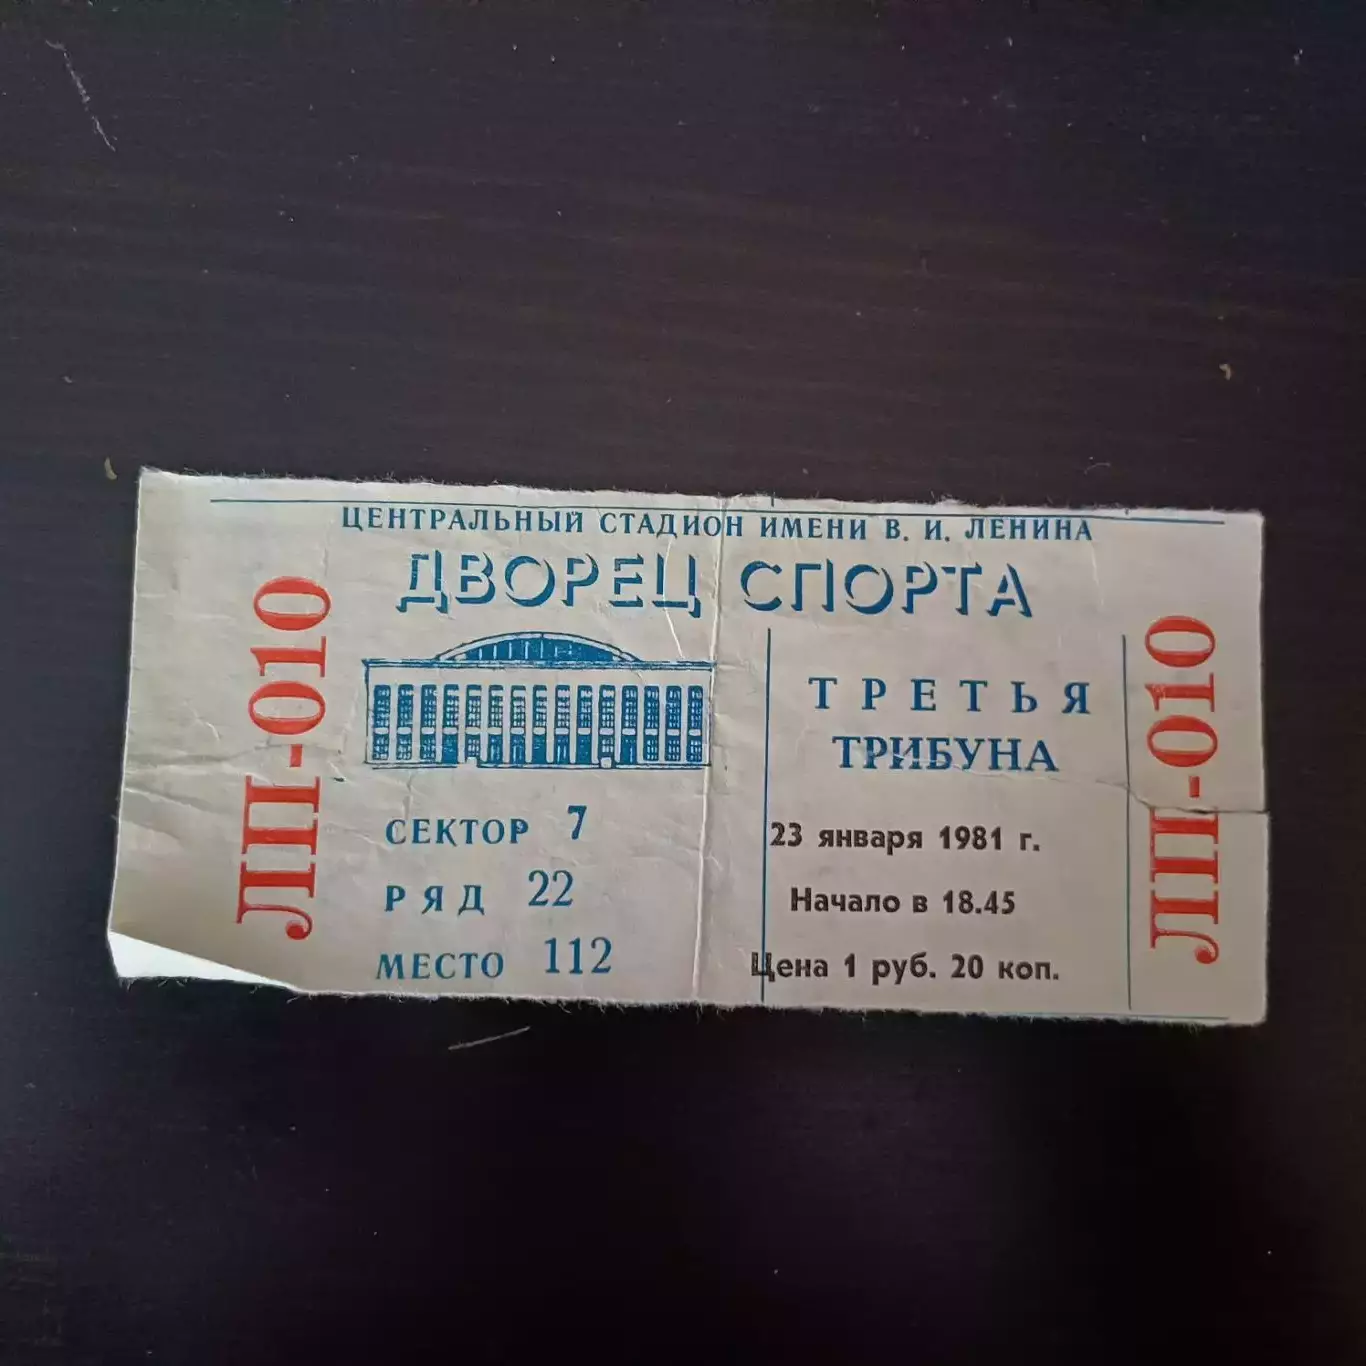 ЦЕНТРАЛЬНЫЙ СТАДИОН ИМЕНИ В. И. ЛЕНИНА
ДВОРЕЦ СПОРТА
ЛП-010
СЕКТОР 7
РЯД 22
МЕСТО 112
ТРЕТЬЯ
ТРИБУНА
23 января 1981 г.
Начало в 18.45
Цена 1 руб. 20 коп.
ЛП-010